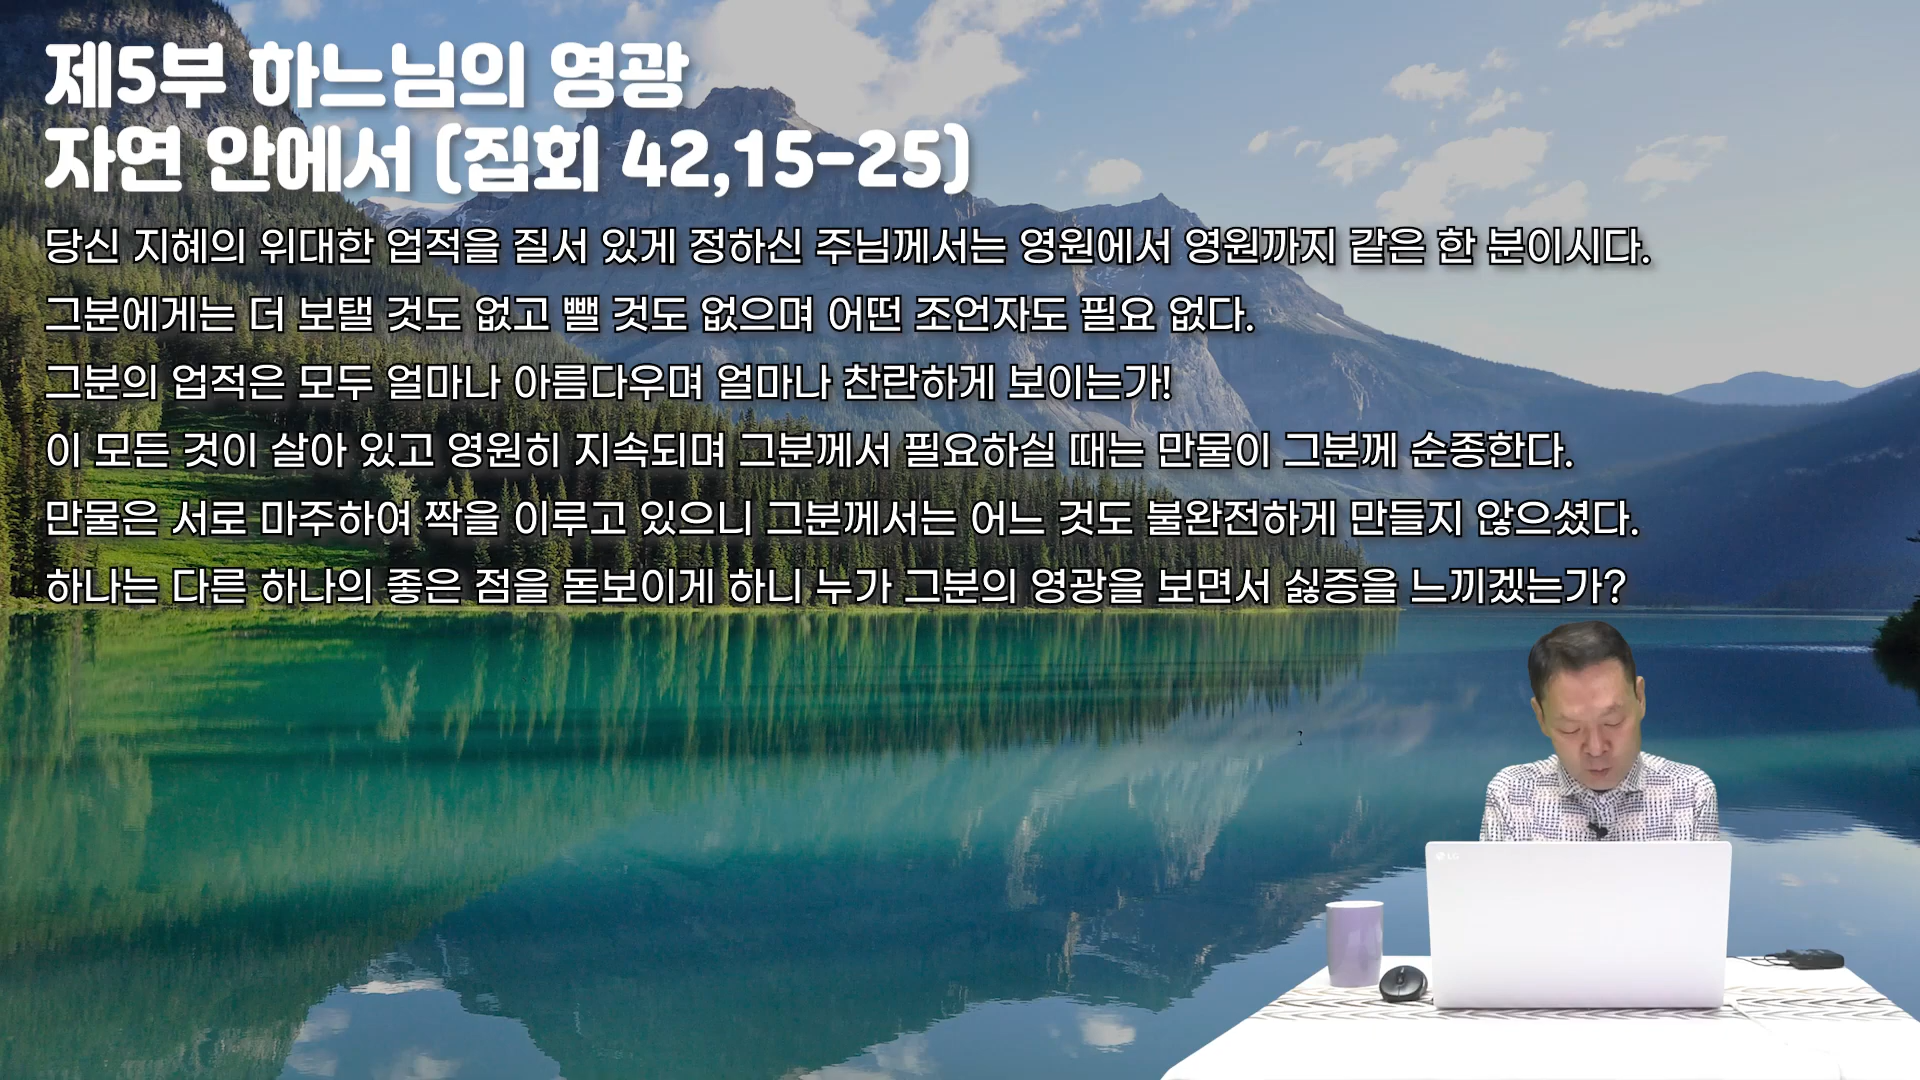 제5부 하느님의 영광
자연 안에서 (집회 42,15-25)
당신 지혜의 위대한 업적을 질서 있게 정하신 주님께서는 영원에서 영원까지 같은 한 분이시다.
그분에게는 더 보탤 것도 없고 뺄 것도 없으며 어떤 조언자도 필요 없다.
그분의 업적은 모두 얼마나 아름다우며 얼마나 찬란하게 보이는가!
이 모든 것이 살아 있고 영원히 지속되며 그분께서 필요하실 때는 만물이 그분께 순종한다.
만물은 서로 마주하여 짝을 이루고 있으니 그분께서는 어느 것도 불완전하게 만들지 않으셨다.
하나는 다른 하나의 좋은 점을 돋보이게 하니 누가 그분의 영광을 보면서 싫증을 느끼겠는가?
LG